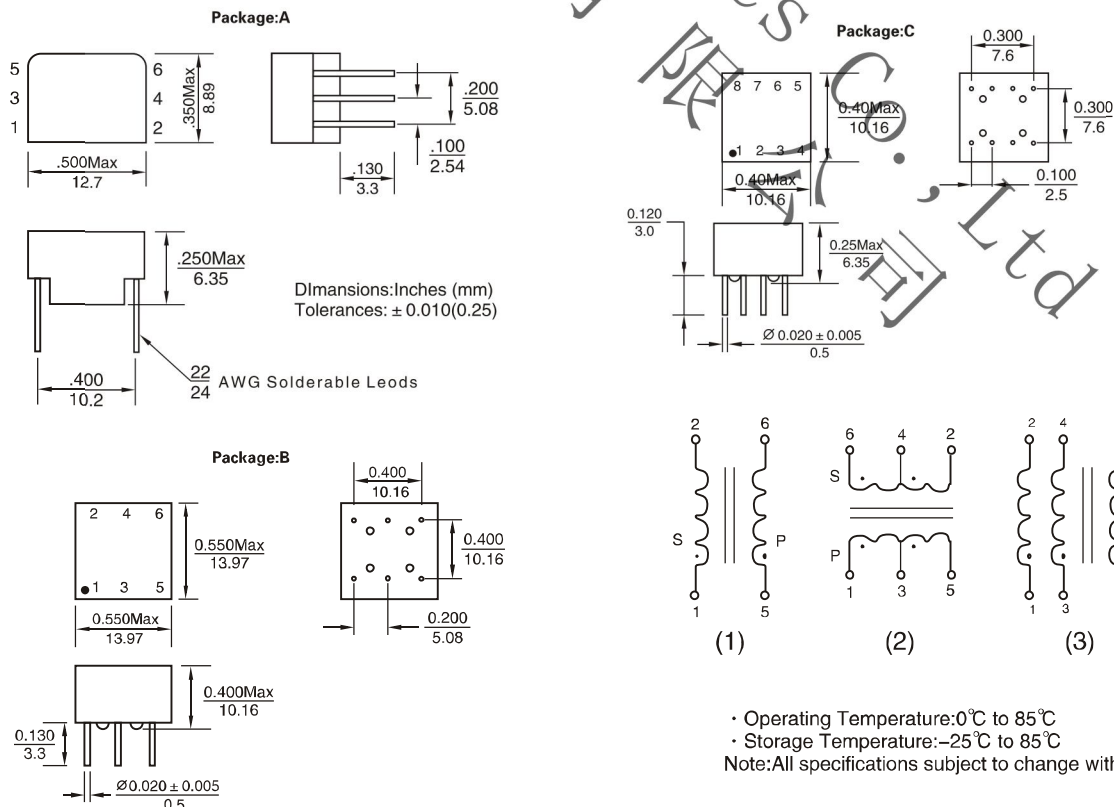 Package:A
5
6
3
4
1
2
.350Max
8.89
.500Max
12.7
.200
5.08
.100
2.54
.130
3.3
.250Max
6.35
.400
10.2
22
24
AWG Solderable Leods
DImansions:Inches (mm)
Tolerances: ± 0.010(0.25)
Package:B
2 4 6
1 3 5
0.550Max
13.97
0.550Max
13.97
0.400
10.16
0.400
10.16
0.200
5.08
0.400Max
10.16
0.130
3.3
Ø0.020 ± 0.005
0.5
Package:C
8 7 6 5
1 2 3 4
0.40Max
10.16
0.40Max
10.16
0.300
7.6
0.300
7.6
0.100
2.5
0.120
3.0
0.25Max
6.35
Ø 0.020 ± 0.005
0.5
Co.,Ltd
限
公
司
2
6
S
P
1
5
(1)
6 4 2
S
P
1 3 5
(2)
2 4
1 3
(3)
· Operating Temperature:0℃ to 85℃
· Storage Temperature:–25℃ to 85℃
Note:All specifications subject to change